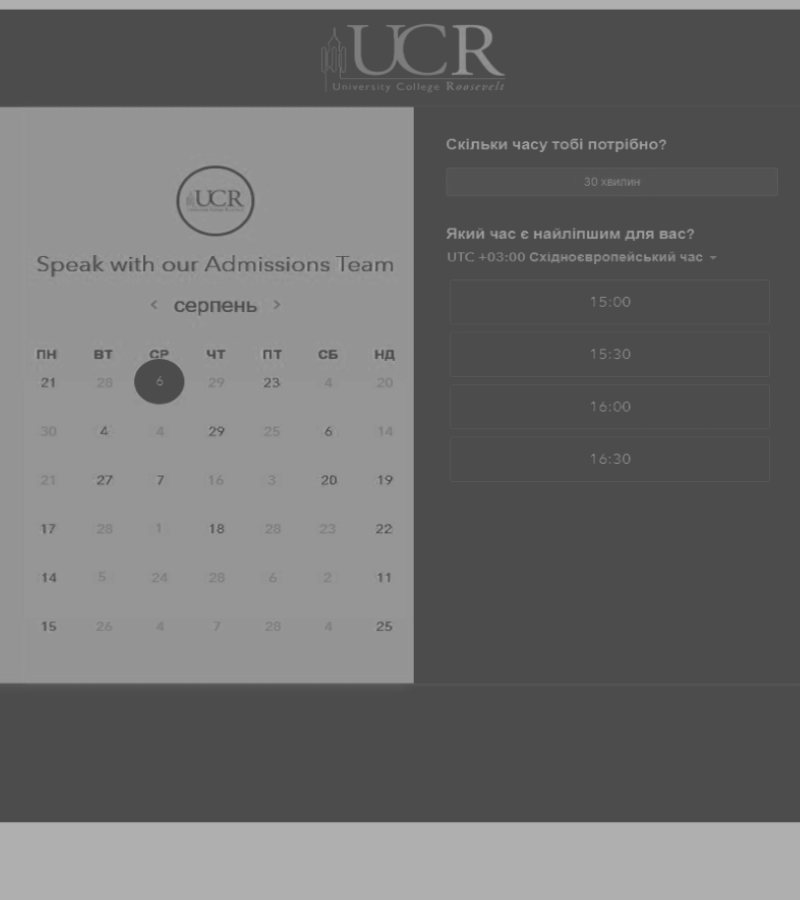 UCR
University College Roosevelt
UCR
Speak with our Admissions Team
‹ серпень ›
ПН ВТ СР ЧТ ПТ СБ НД
21 28 6 29 23 4 20
30 4 4 29 25 6 14
21 27 7 16 3 20 19
17 28 1 18 28 23 22
14 5 24 28 6 2 11
15 26 4 7 28 4 25
Скільки часу тобі потрібно?
30 хвилин
Який час є найліпшим для вас?
UTC +03:00 Східноєвропейський час
15:00
15:30
16:00
16:30